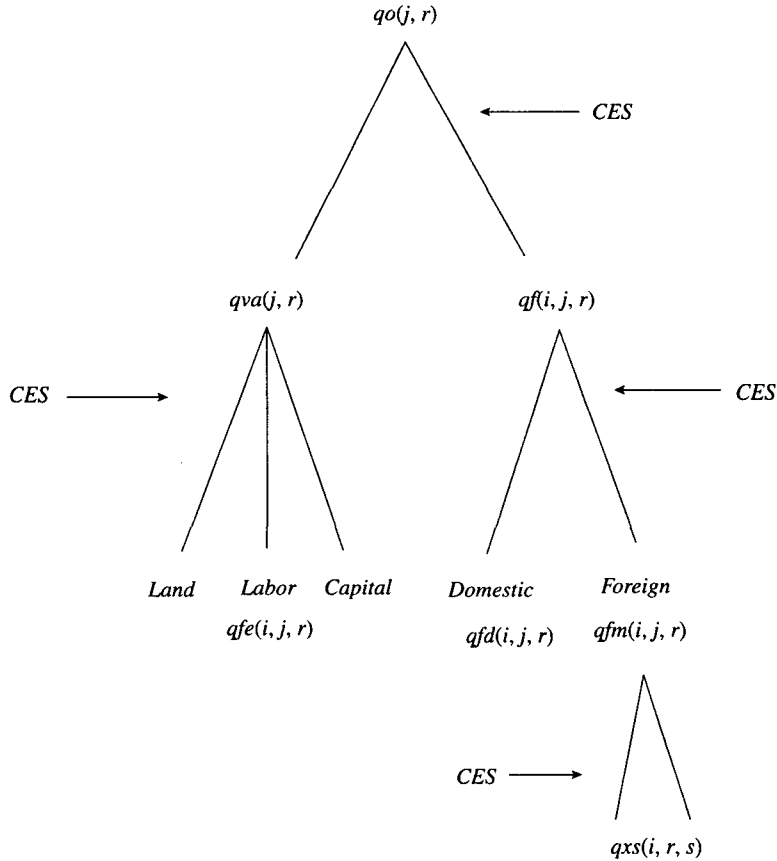 qo(j, r)
CES
qva(j, r) qf(i, j, r)
CES CES
Land Labor Capital Domestic Foreign
qfe(i, j, r) qfd(i, j, r) qfm(i, j, r)
CES
qxs(i, r, s)